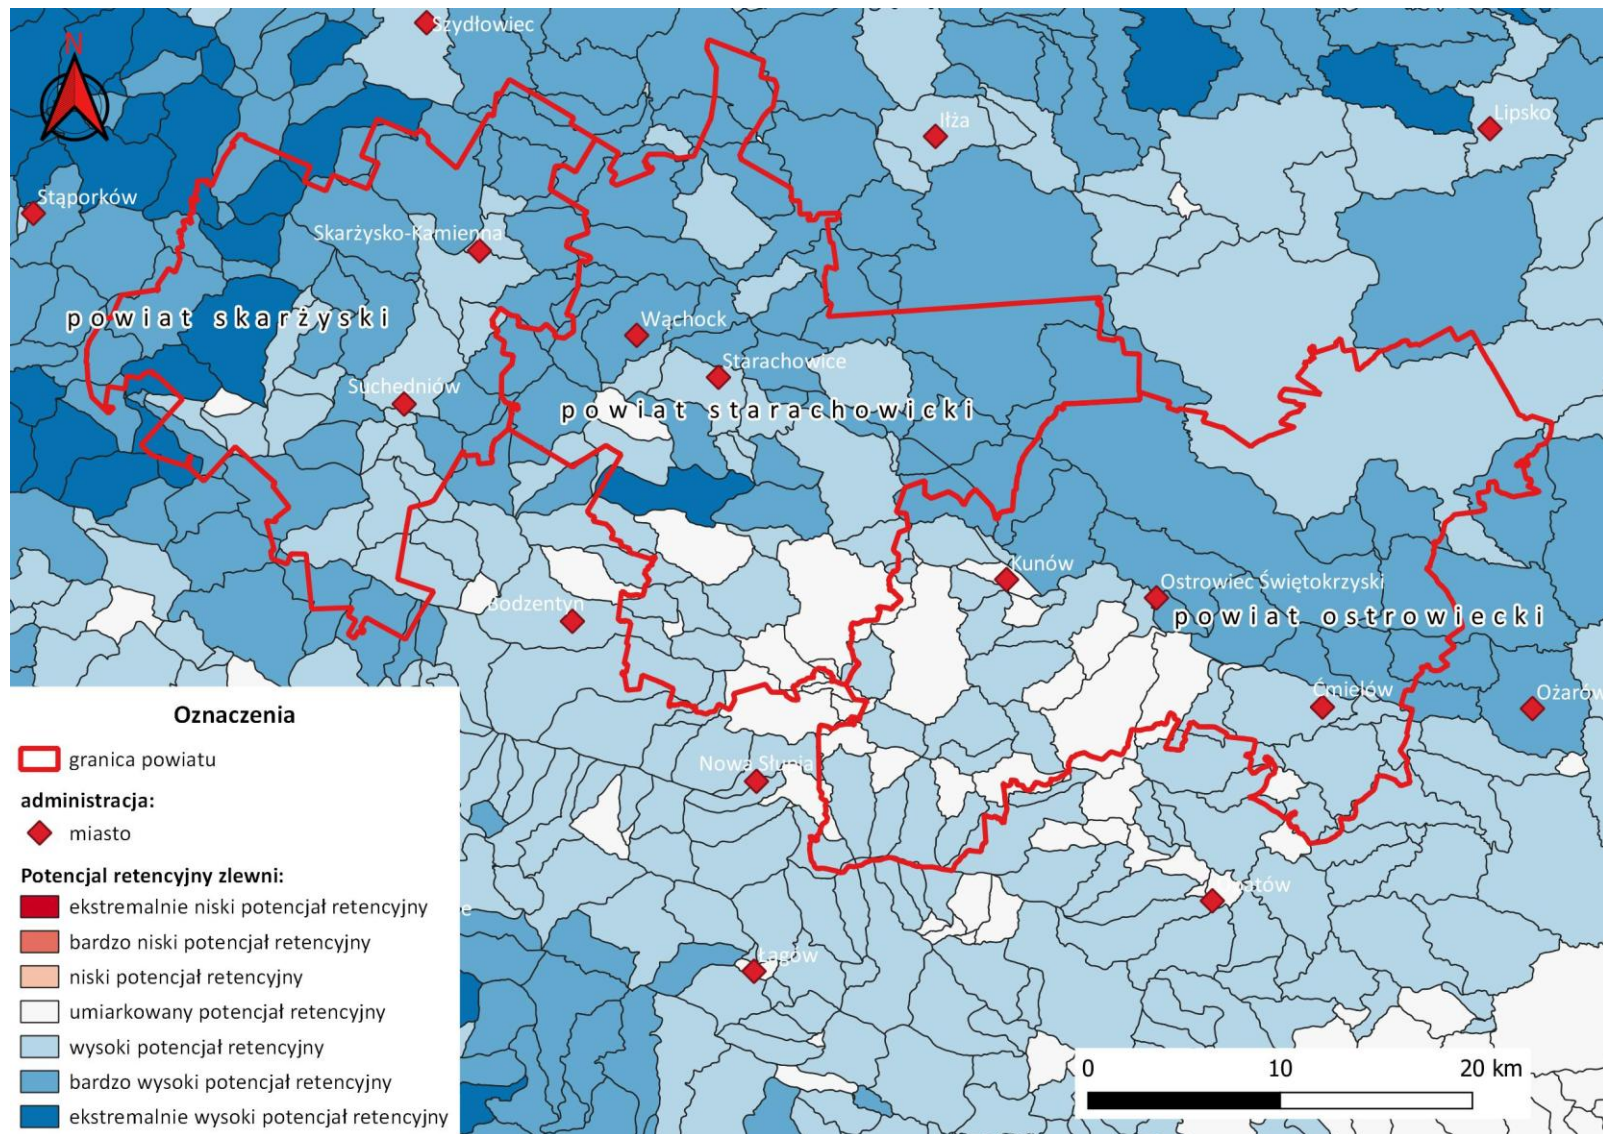 Szydłowiec
N
Iłża
Lipsko
Stąporków
Skarżysko-Kamienna
powiat skarżyski
Wąchock
Starachowice
Suchedniów
powiat starachowicki
Kunów
Ostrowiec Świętokrzyski
Bodzentyn
powiat ostrowiecki
Ćmielów
Ożarów
Nowa Słupia
Opatów
Łagów
Oznaczenia
granica powiatu
administracja:
miasto
Potencjał retencyjny zlewni:
ekstremalnie niski potencjał retencyjny
bardzo niski potencjał retencyjny
niski potencjał retencyjny
umiarkowany potencjał retencyjny
wysoki potencjał retencyjny
bardzo wysoki potencjał retencyjny
ekstremalnie wysoki potencjał retencyjny
0 10 20 km